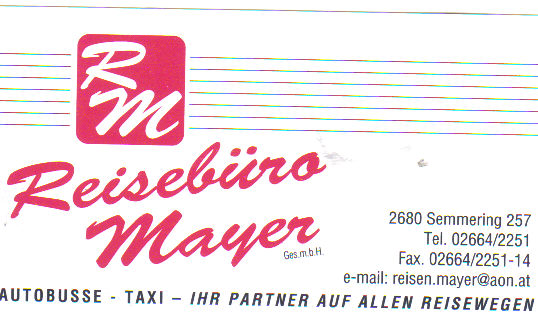 RM
Reisebüro
Mayer
Ges.m.b.H.
2680 Semmering 257
Tel. 02664/2251
Fax. 02664/2251-14
e-mail: reisen.mayer@aon.at
AUTOBUSSE - TAXI – IHR PARTNER AUF ALLEN REISEWEGEN